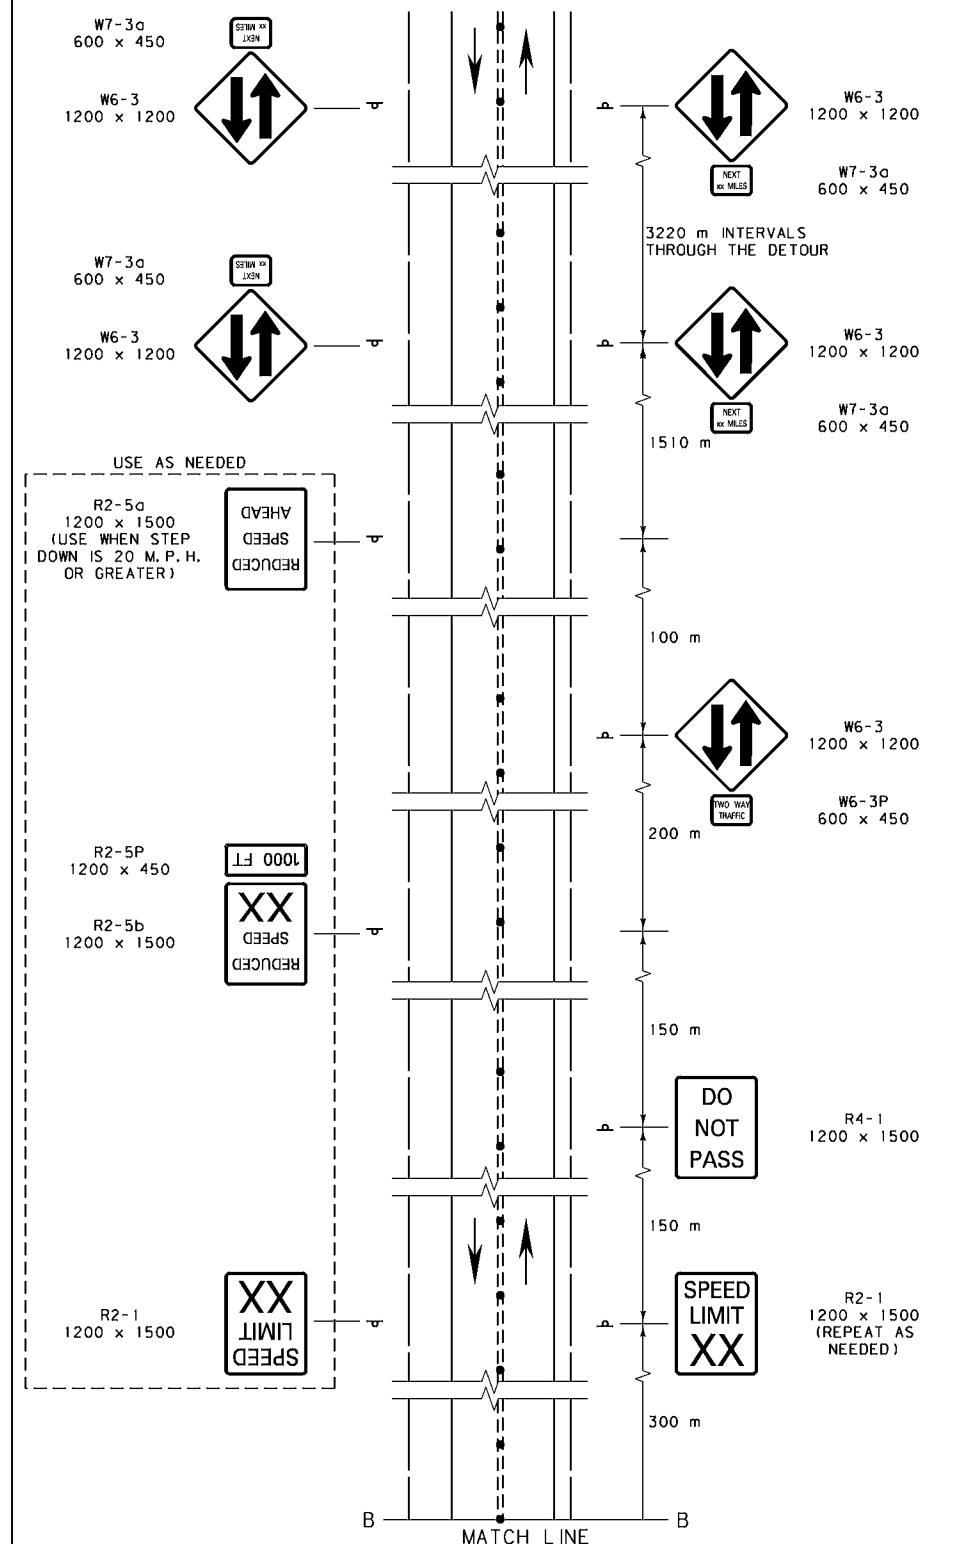 W7-3a
600 x 450
NEXT
xx MILES
W6-3
1200 x 1200
W6-3
1200 x 1200
NEXT
xx MILES
W7-3a
600 x 450
3220 m INTERVALS
THROUGH THE DETOUR
W7-3a
600 x 450
NEXT
xx MILES
W6-3
1200 x 1200
W6-3
1200 x 1200
NEXT
xx MILES
W7-3a
600 x 450
1510 m
USE AS NEEDED
R2-5a
1200 x 1500
(USE WHEN STEP
DOWN IS 20 M.P.H.
OR GREATER)
REDUCED
SPEED
AHEAD
100 m
W6-3
1200 x 1200
TWO WAY
TRAFFIC
W6-3P
600 x 450
200 m
R2-5P
1200 x 450
1000 FT
R2-5b
1200 x 1500
REDUCED
SPEED
XX
150 m
DO
NOT
PASS
R4-1
1200 x 1500
150 m
R2-1
1200 x 1500
SPEED
LIMIT
XX
SPEED
LIMIT
XX
R2-1
1200 x 1500
(REPEAT AS
NEEDED)
300 m
B B
MATCH LINE